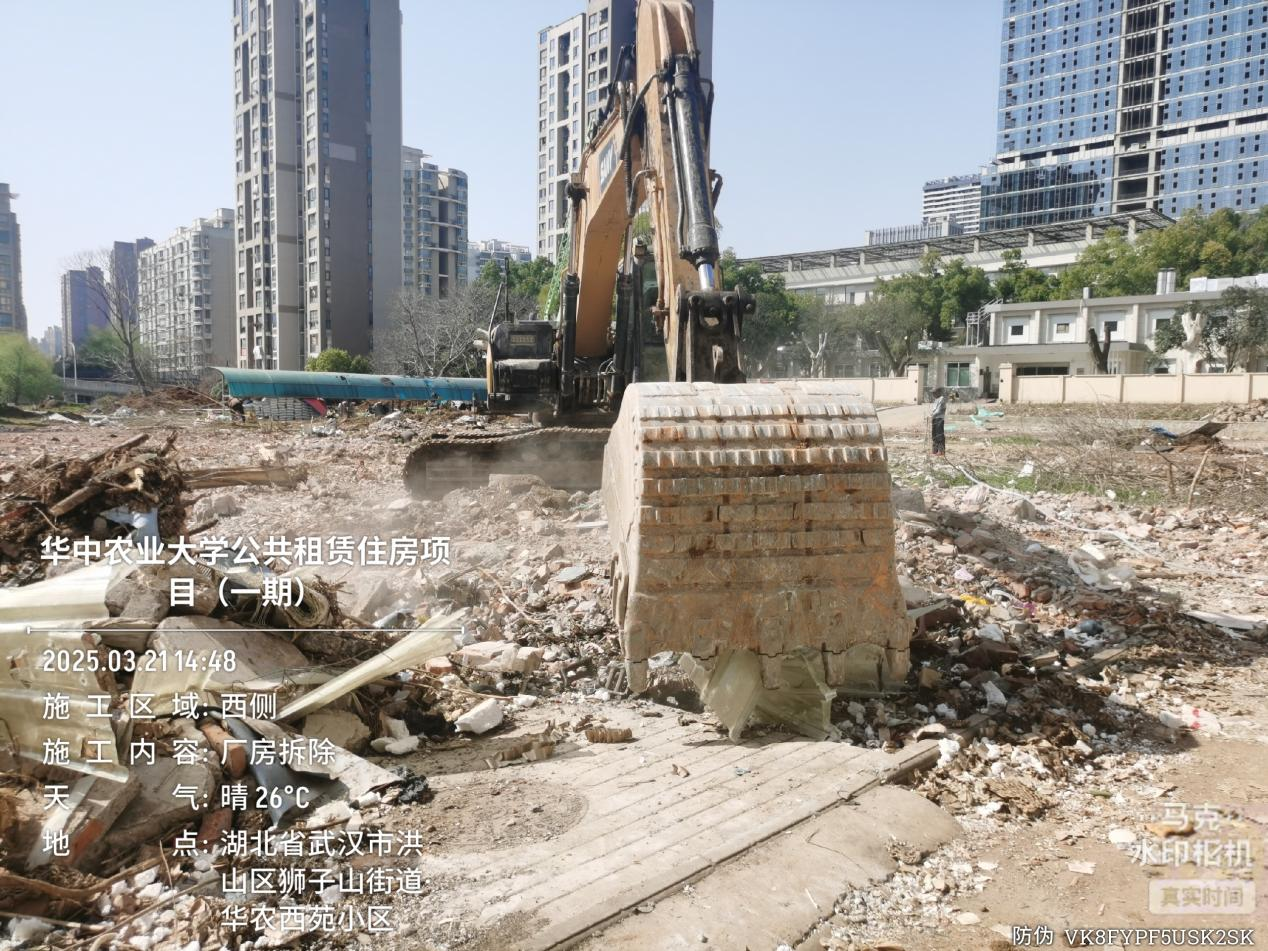 华中农业大学公共租赁住房项
目（一期）
2025.03.21 14:48
施工区域：西侧
施工内容：厂房拆除
天气：晴 26℃
地点：湖北省武汉市洪
山区狮子山街道
华农西苑小区
马克
水印相机
真实时间
防伪 VK8FYPF5USK2SK